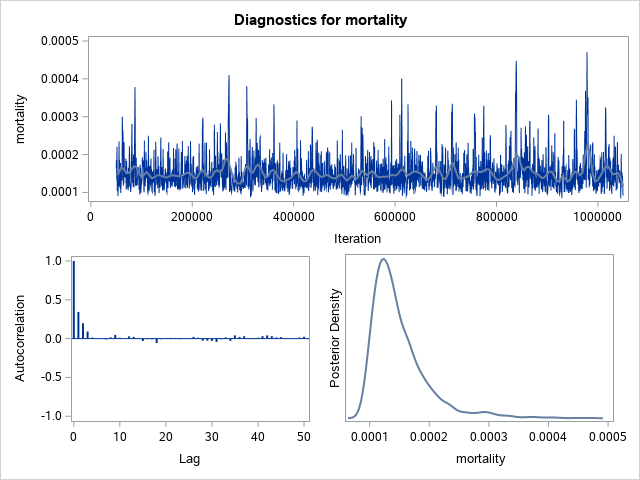 Diagnostics for mortality
mortality
0.0005
0.0004
0.0003
0.0002
0.0001
0 200000 400000 600000 800000 1000000
Iteration
Autocorrelation
1.0
0.5
0.0
-0.5
-1.0
0 10 20 30 40 50
Lag
Posterior Density
0.0001 0.0002 0.0003 0.0004 0.0005
mortality